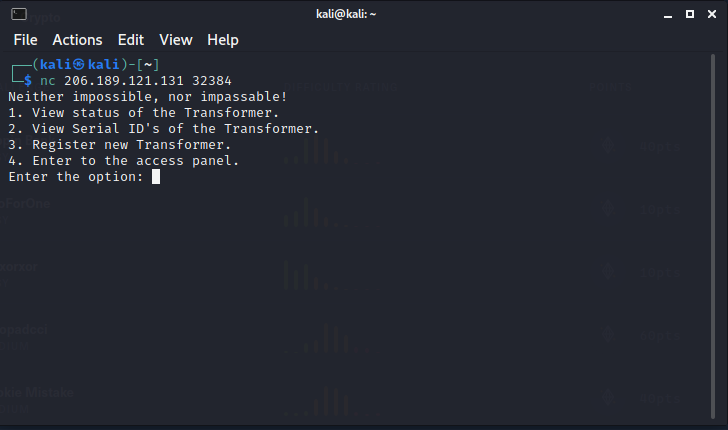 kali@kali: ~
File Actions Edit View Help
┌──(kali㉿kali)-[~]
└─$ nc 206.189.121.131 32384
Neither impossible, nor impassable!
1. View status of the Transformer.
2. View Serial ID's of the Transformer.
3. Register new Transformer.
4. Enter to the access panel.
Enter the option: